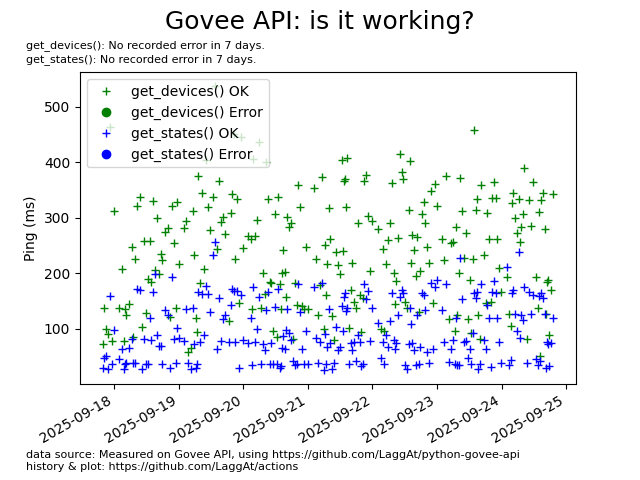 Govee API: is it working?
get_devices(): No recorded error in 7 days.
get_states(): No recorded error in 7 days.
get_devices() OK
get_devices() Error
get_states() OK
get_states() Error
Ping (ms)
500
400
300
200
100
2025-09-18
2025-09-19
2025-09-20
2025-09-21
2025-09-22
2025-09-23
2025-09-24
2025-09-25
data source: Measured on Govee API, using https://github.com/LaggAt/python-govee-api
history & plot: https://github.com/LaggAt/actions